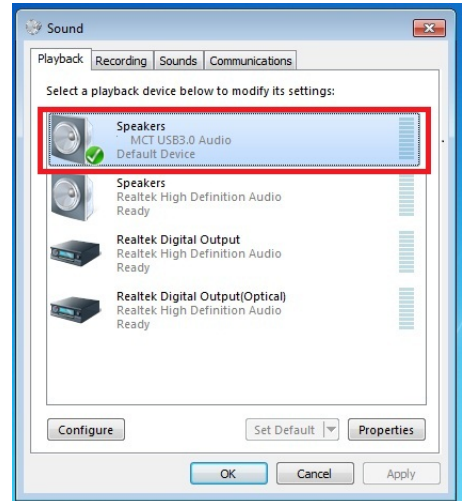 Sound
Playback Recording Sounds Communications
Select a playback device below to modify its settings:
Speakers
MCT USB3.0 Audio
Default Device
Speakers
Realtek High Definition Audio
Ready
Realtek Digital Output
Realtek High Definition Audio
Ready
Realtek Digital Output(Optical)
Realtek High Definition Audio
Ready
Configure Set Default Properties
OK Cancel Apply